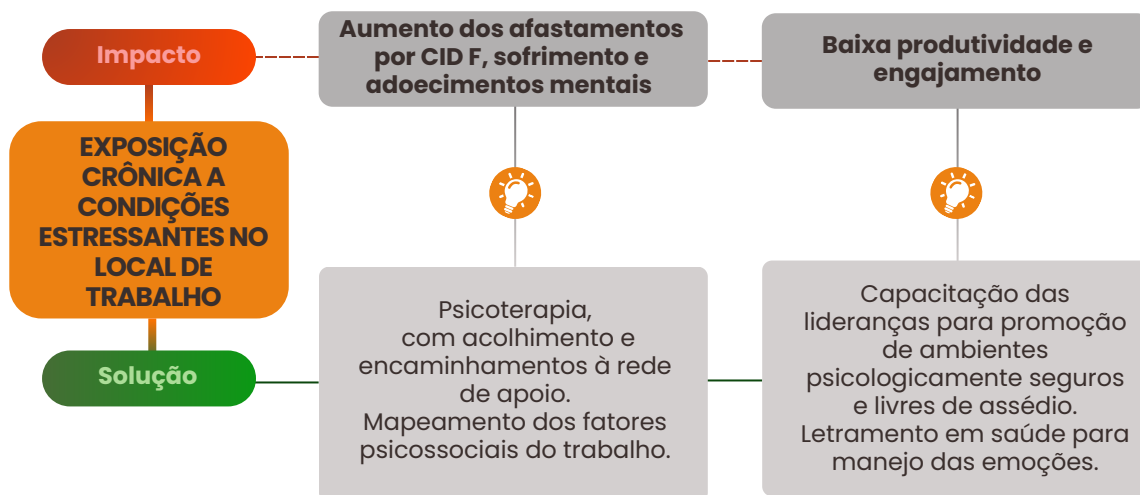 Impacto
Aumento dos afastamentos
por CID F, sofrimento e
adoecimentos mentais
Baixa produtividade e
engajamento
EXPOSIÇÃO
CRÔNICA A
CONDIÇÕES
ESTRESSANTES NO
LOCAL DE
TRABALHO
Solução
Psicoterapia,
com acolhimento e
encaminhamentos à rede
de apoio.
Mapeamento dos fatores
psicossociais do trabalho.
Capacitação das
lideranças para promoção
de ambientes
psicologicamente seguros
e livres de assédio.
Letramento em saúde para
manejo das emoções.